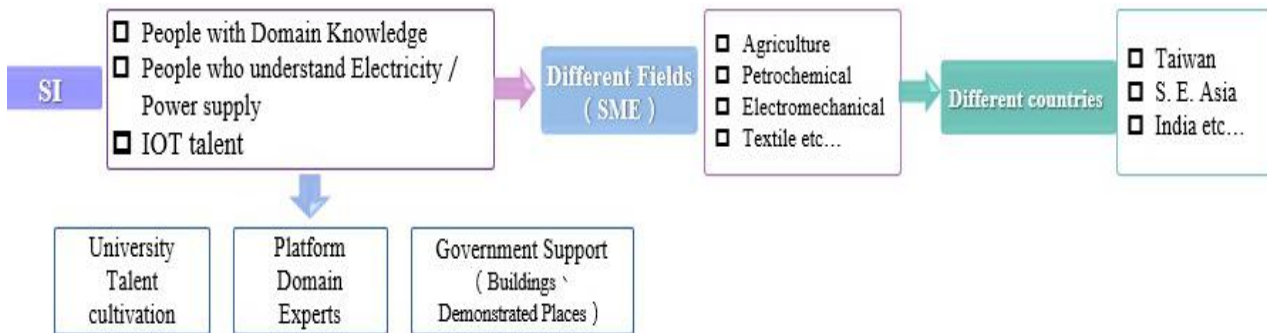 SI
☐ People with Domain Knowledge
☐ People who understand Electricity /
Power supply
☐ IOT talent
Different Fields
( SME )
☐ Agriculture
☐ Petrochemical
☐ Electromechanical
☐ Textile etc…
Different countries
☐ Taiwan
☐ S. E. Asia
☐ India etc…
University
Talent
cultivation
Platform
Domain
Experts
Government Support
( Buildings、
Demonstrated Places )